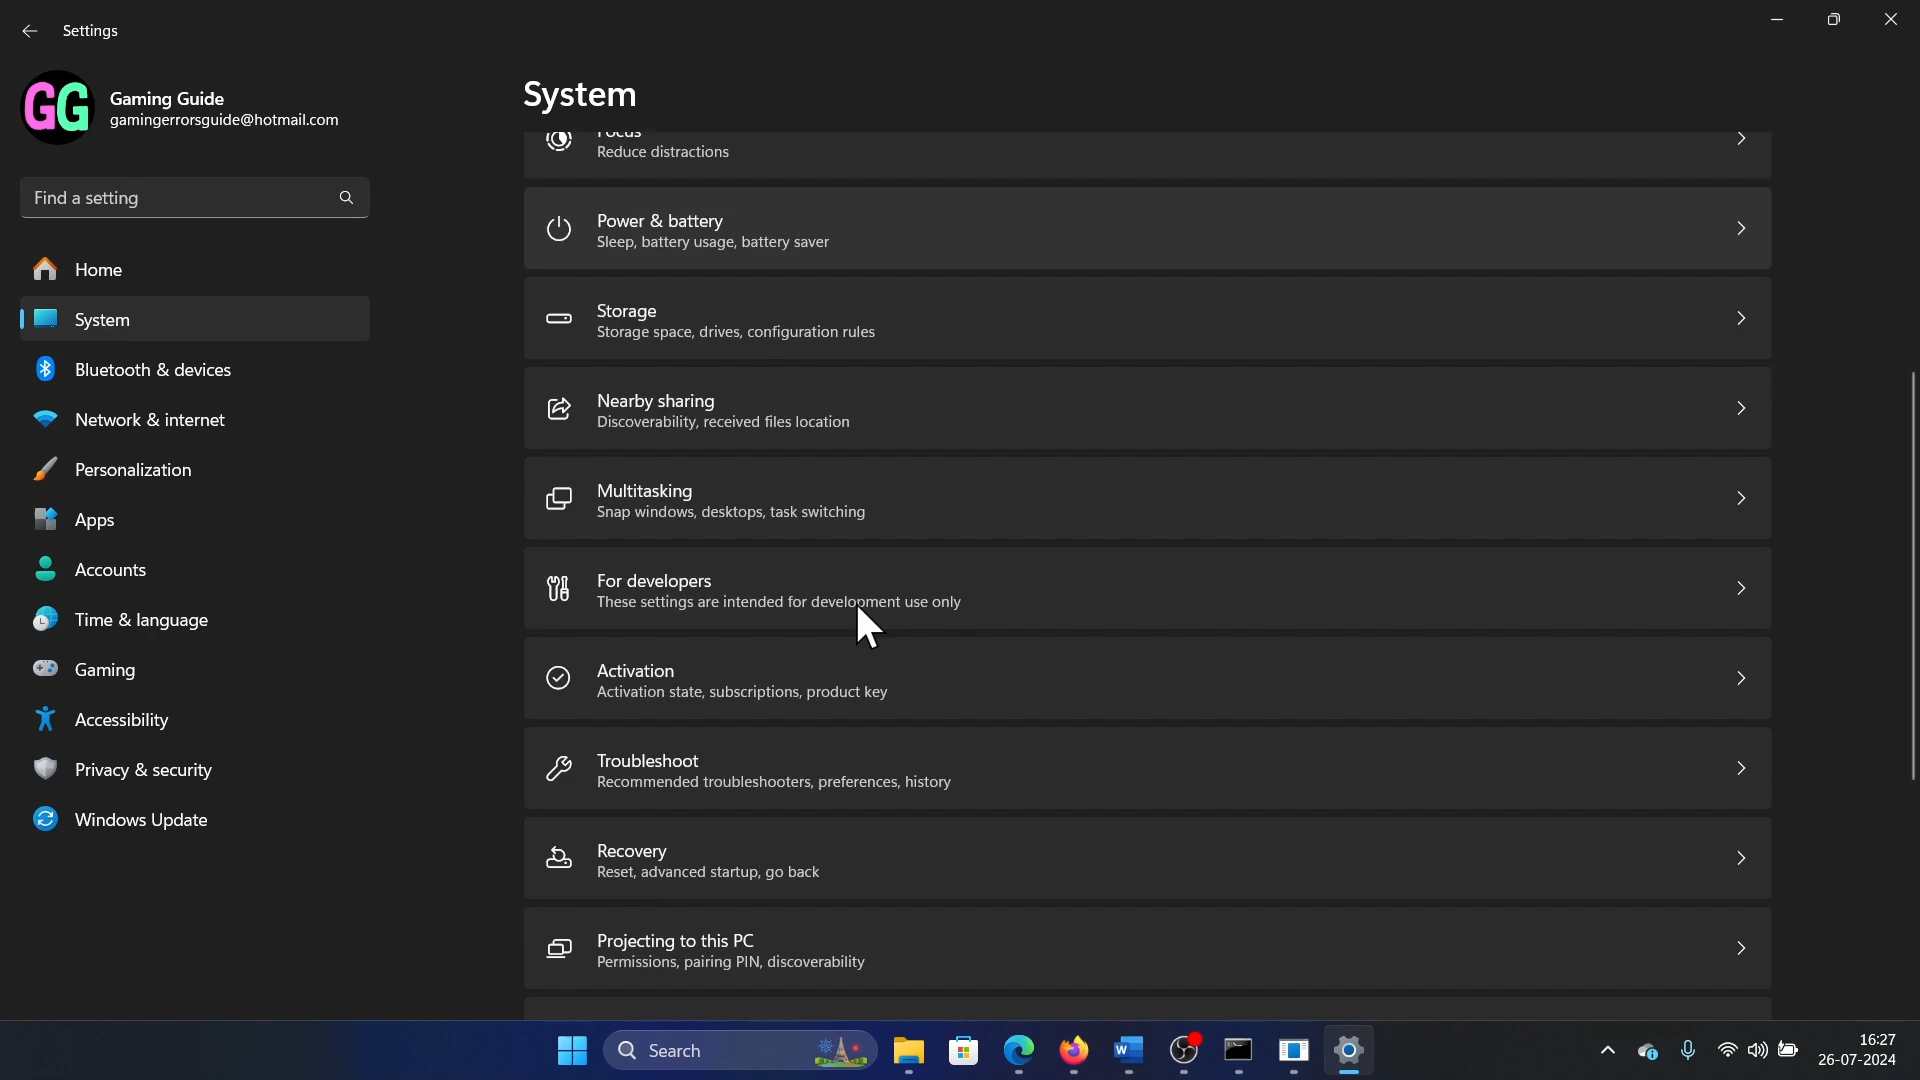 Settings
GG
Gaming Guide
gamingerrorsguide@hotmail.com
Find a setting
Home
System
Bluetooth & devices
Network & internet
Personalization
Apps
Accounts
Time & language
Gaming
Accessibility
Privacy & security
Windows Update
System
Focus
Reduce distractions
Power & battery
Sleep, battery usage, battery saver
Storage
Storage space, drives, configuration rules
Nearby sharing
Discoverability, received files location
Multitasking
Snap windows, desktops, task switching
For developers
These settings are intended for development use only
Activation
Activation state, subscriptions, product key
Troubleshoot
Recommended troubleshooters, preferences, history
Recovery
Reset, advanced startup, go back
Projecting to this PC
Permissions, pairing PIN, discoverability
Search
16:27
26-07-2024